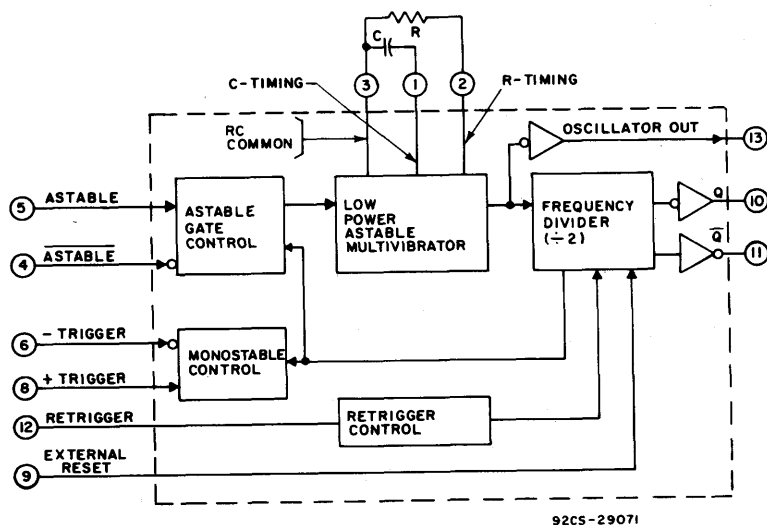 C
R
3
1
2
C-TIMING
R-TIMING
RC
COMMON
OSCILLATOR OUT
13
5
ASTABLE
ASTABLE
GATE
CONTROL
LOW
POWER
ASTABLE
MULTIVIBRATOR
FREQUENCY
DIVIDER
(÷2)
Q
10
4
ASTABLE
Q
11
6
- TRIGGER
8
+ TRIGGER
MONOSTABLE
CONTROL
12
RETRIGGER
RETRIGGER
CONTROL
9
EXTERNAL
RESET
92CS-29071